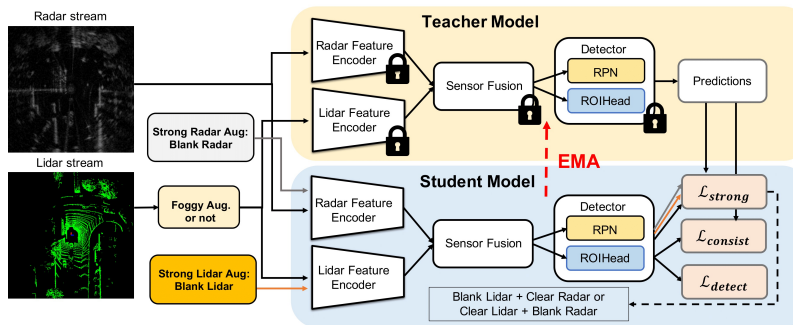 Radar stream
Teacher Model
Radar Feature
Encoder
Lidar Feature
Encoder
Sensor Fusion
Detector
RPN
ROIHead
Predictions
Strong Radar Aug:
Blank Radar
Lidar stream
Foggy Aug.
or not
Strong Lidar Aug:
Blank Lidar
EMA
Student Model
Radar Feature
Encoder
Lidar Feature
Encoder
Sensor Fusion
Detector
RPN
ROIHead
ℒstrong
ℒconsist
ℒdetect
Blank Lidar + Clear Radar or
Clear Lidar + Blank Radar